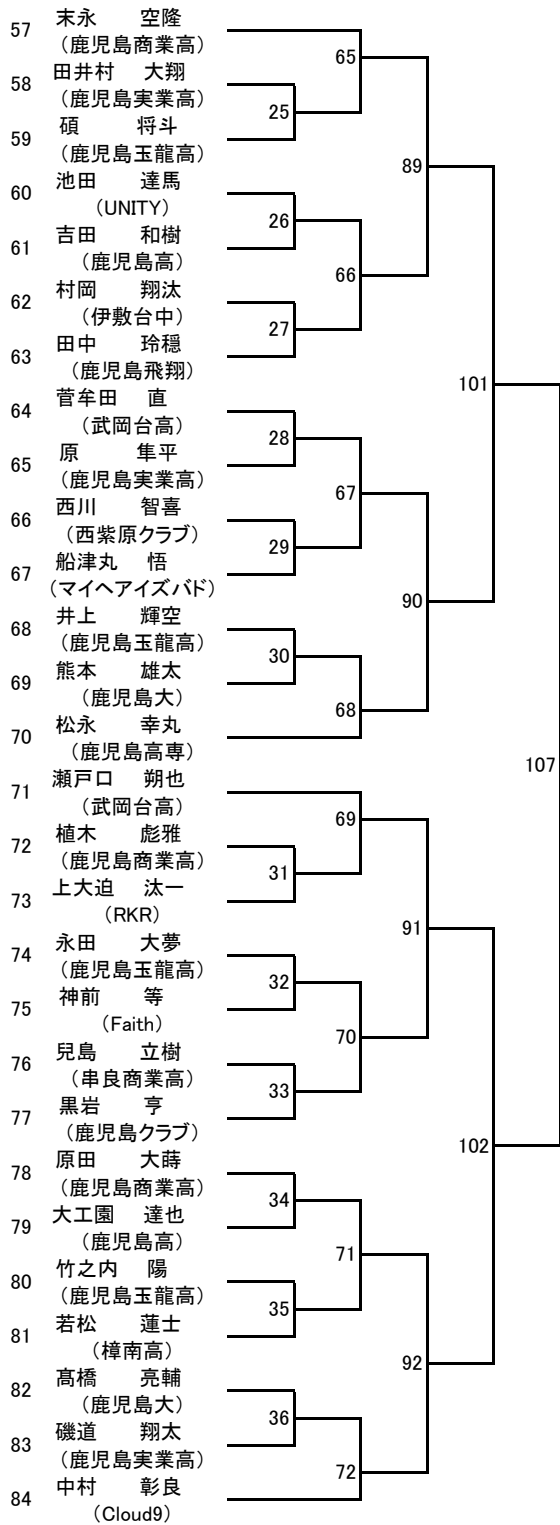 57 末永 空隆
(鹿児島商業高)
65
58 田井村 大翔
(鹿児島実業高)
25
59 碩 将斗
(鹿児島玉龍高)
89
60 池田 達馬
(UNITY)
26
61 吉田 和樹
(鹿児島高)
66
62 村岡 翔汰
(伊敷台中)
27
63 田中 玲穏
(鹿児島飛翔)
101
64 菅牟田 直
(武岡台高)
28
65 原 隼平
(鹿児島実業高)
67
66 西川 智喜
(西紫原クラブ)
29
67 船津丸 悟
(マイヘアイズバド)
90
68 井上 輝空
(鹿児島玉龍高)
30
69 熊本 雄太
(鹿児島大)
68
70 松永 幸丸
(鹿児島高専)
107
71 瀬戸口 朔也
(武岡台高)
69
72 植木 彪雅
(鹿児島商業高)
31
73 上大迫 汰一
(RKR)
91
74 永田 大夢
(鹿児島玉龍高)
32
75 神前 等
(Faith)
70
76 兒島 立樹
(串良商業高)
33
77 黒岩 亨
(鹿児島クラブ)
102
78 原田 大蒔
(鹿児島商業高)
34
79 大工園 達也
(鹿児島高)
71
80 竹之内 陽
(鹿児島玉龍高)
35
81 若松 蓮士
(樟南高)
92
82 髙橋 亮輔
(鹿児島大)
36
83 磯道 翔太
(鹿児島実業高)
72
84 中村 彰良
(Cloud9)